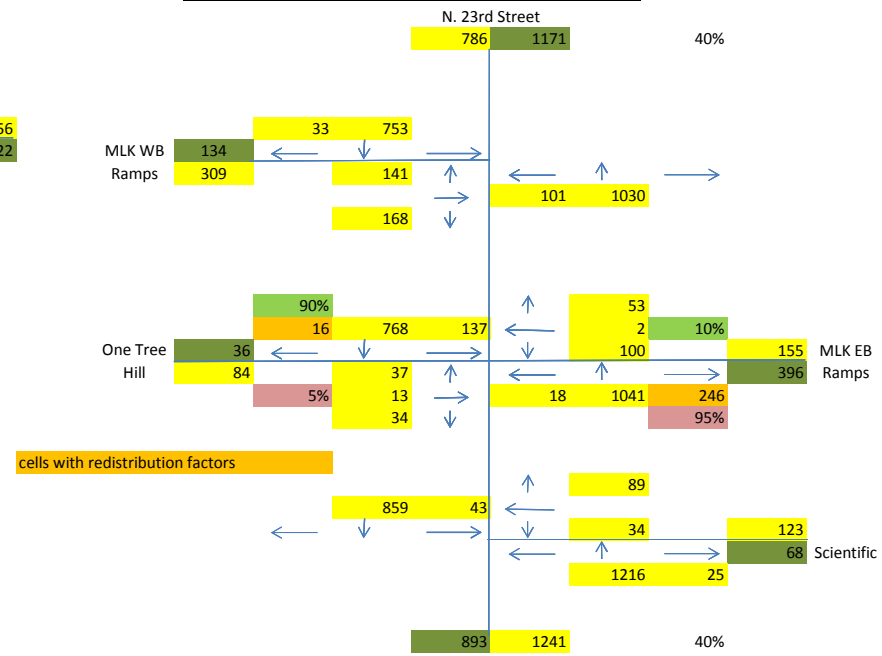 N. 23rd Street
786 1171 40%
33 753
MLK WB 134
22
Ramps 309 141
101 1030
168
90% 53
16 768 137 2 10%
One Tree 36 100 155 MLK EB
Hill 84 37 396 Ramps
5% 13 18 1041 246
34 95%
cells with redistribution factors
89
859 43
34 123
68 Scientific
1216 25
893 1241 40%